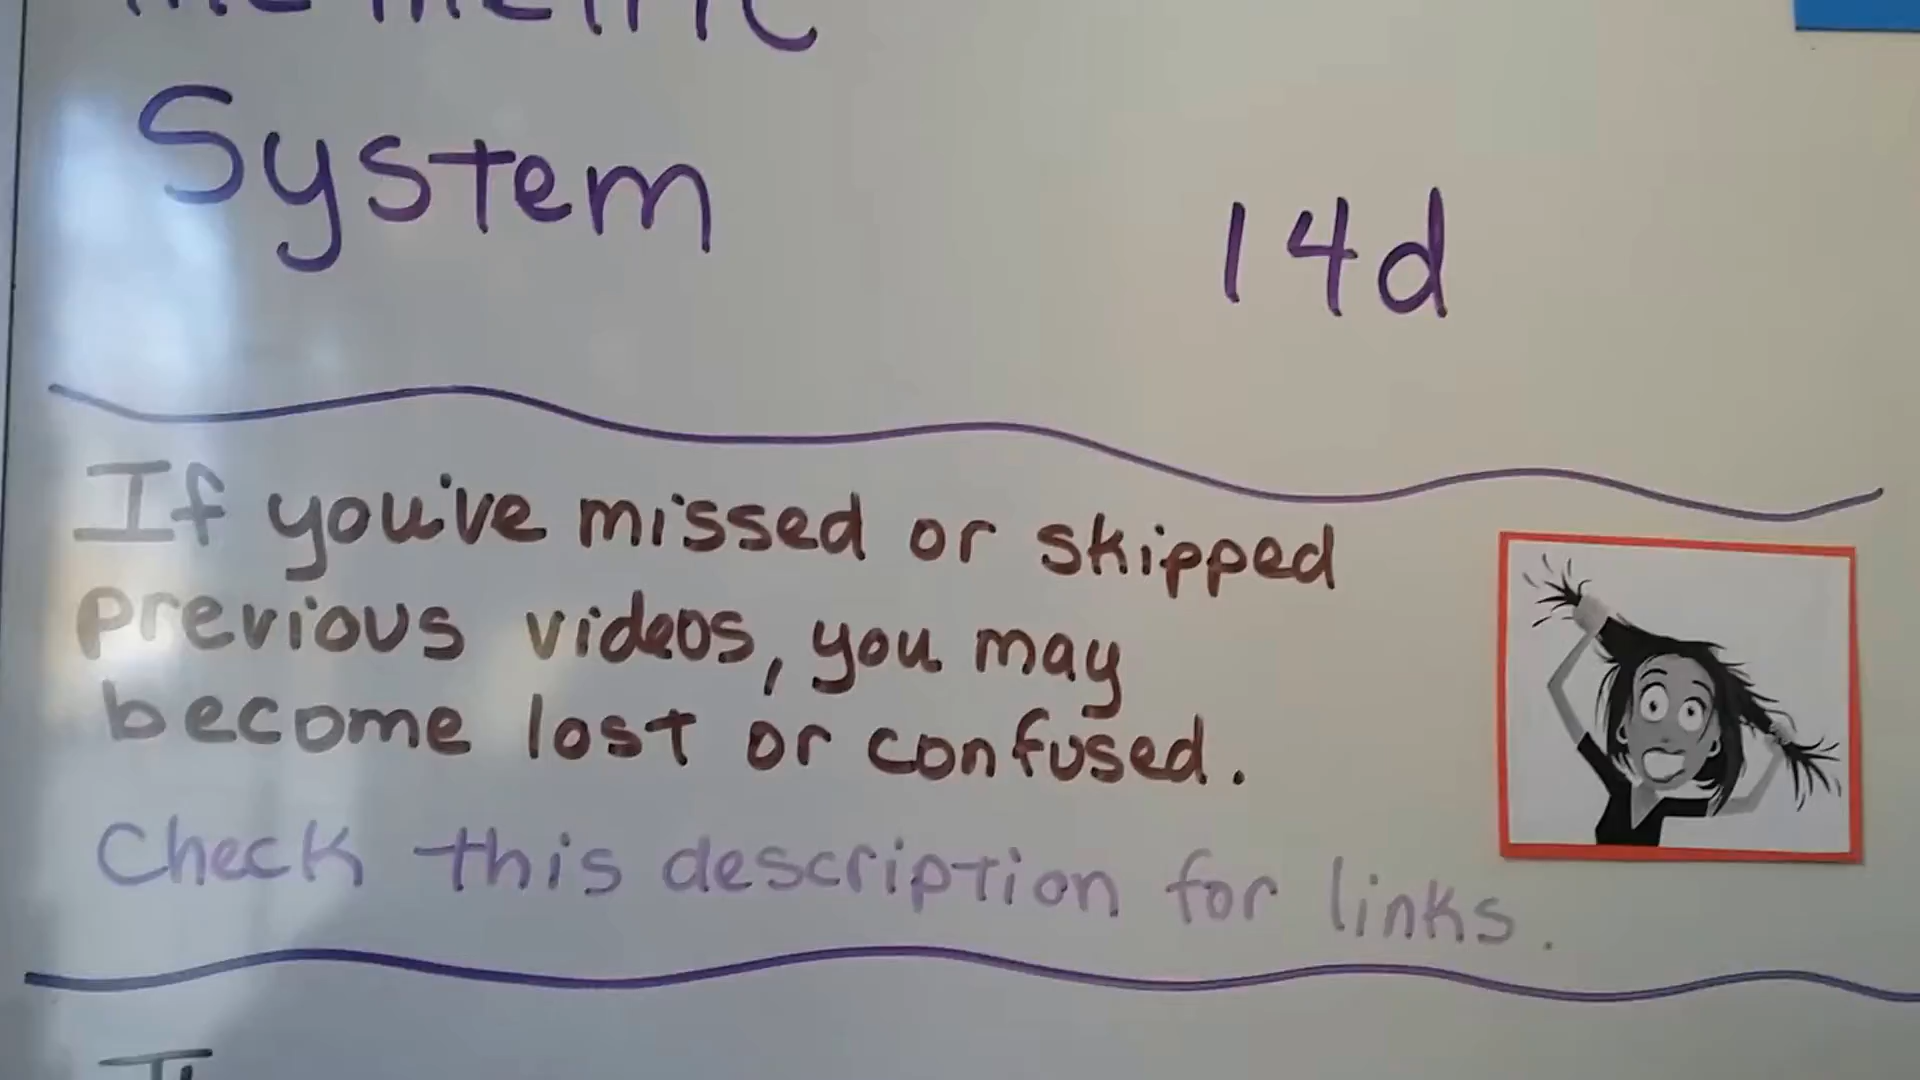 Metric
System
14d
If you've missed or skipped
previous videos, you may
become lost or confused.
Check this description for links.